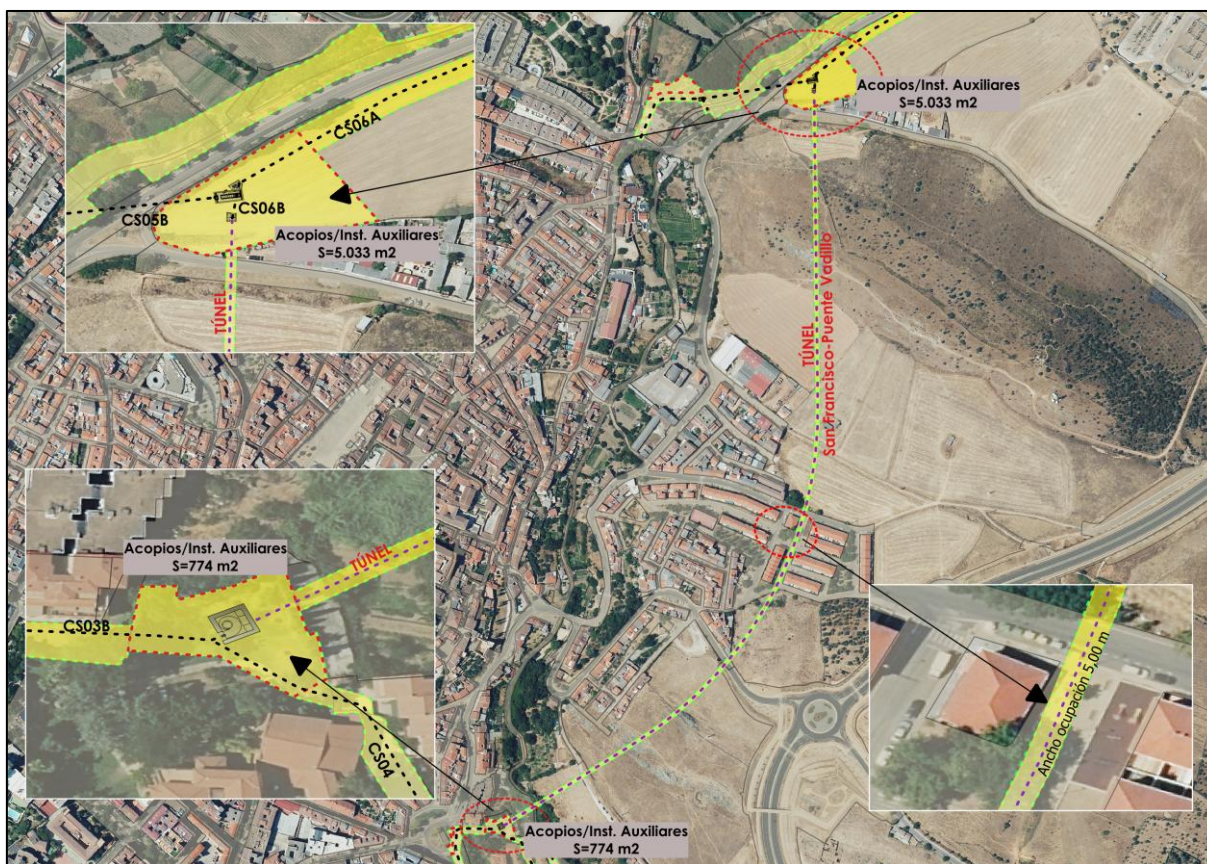 CS06A
CS05B
CS06B
Acopios/Inst. Auxiliares
S=5.033 m2
TÚNEL
Acopios/Inst. Auxiliares
S=5.033 m2
TÚNEL
San Francisco-Puente Vadillo
Acopios/Inst. Auxiliares
S=774 m2
TÚNEL
CS03B
CS04
Ancho ocupación 5,00 m
Acopios/Inst. Auxiliares
S=774 m2